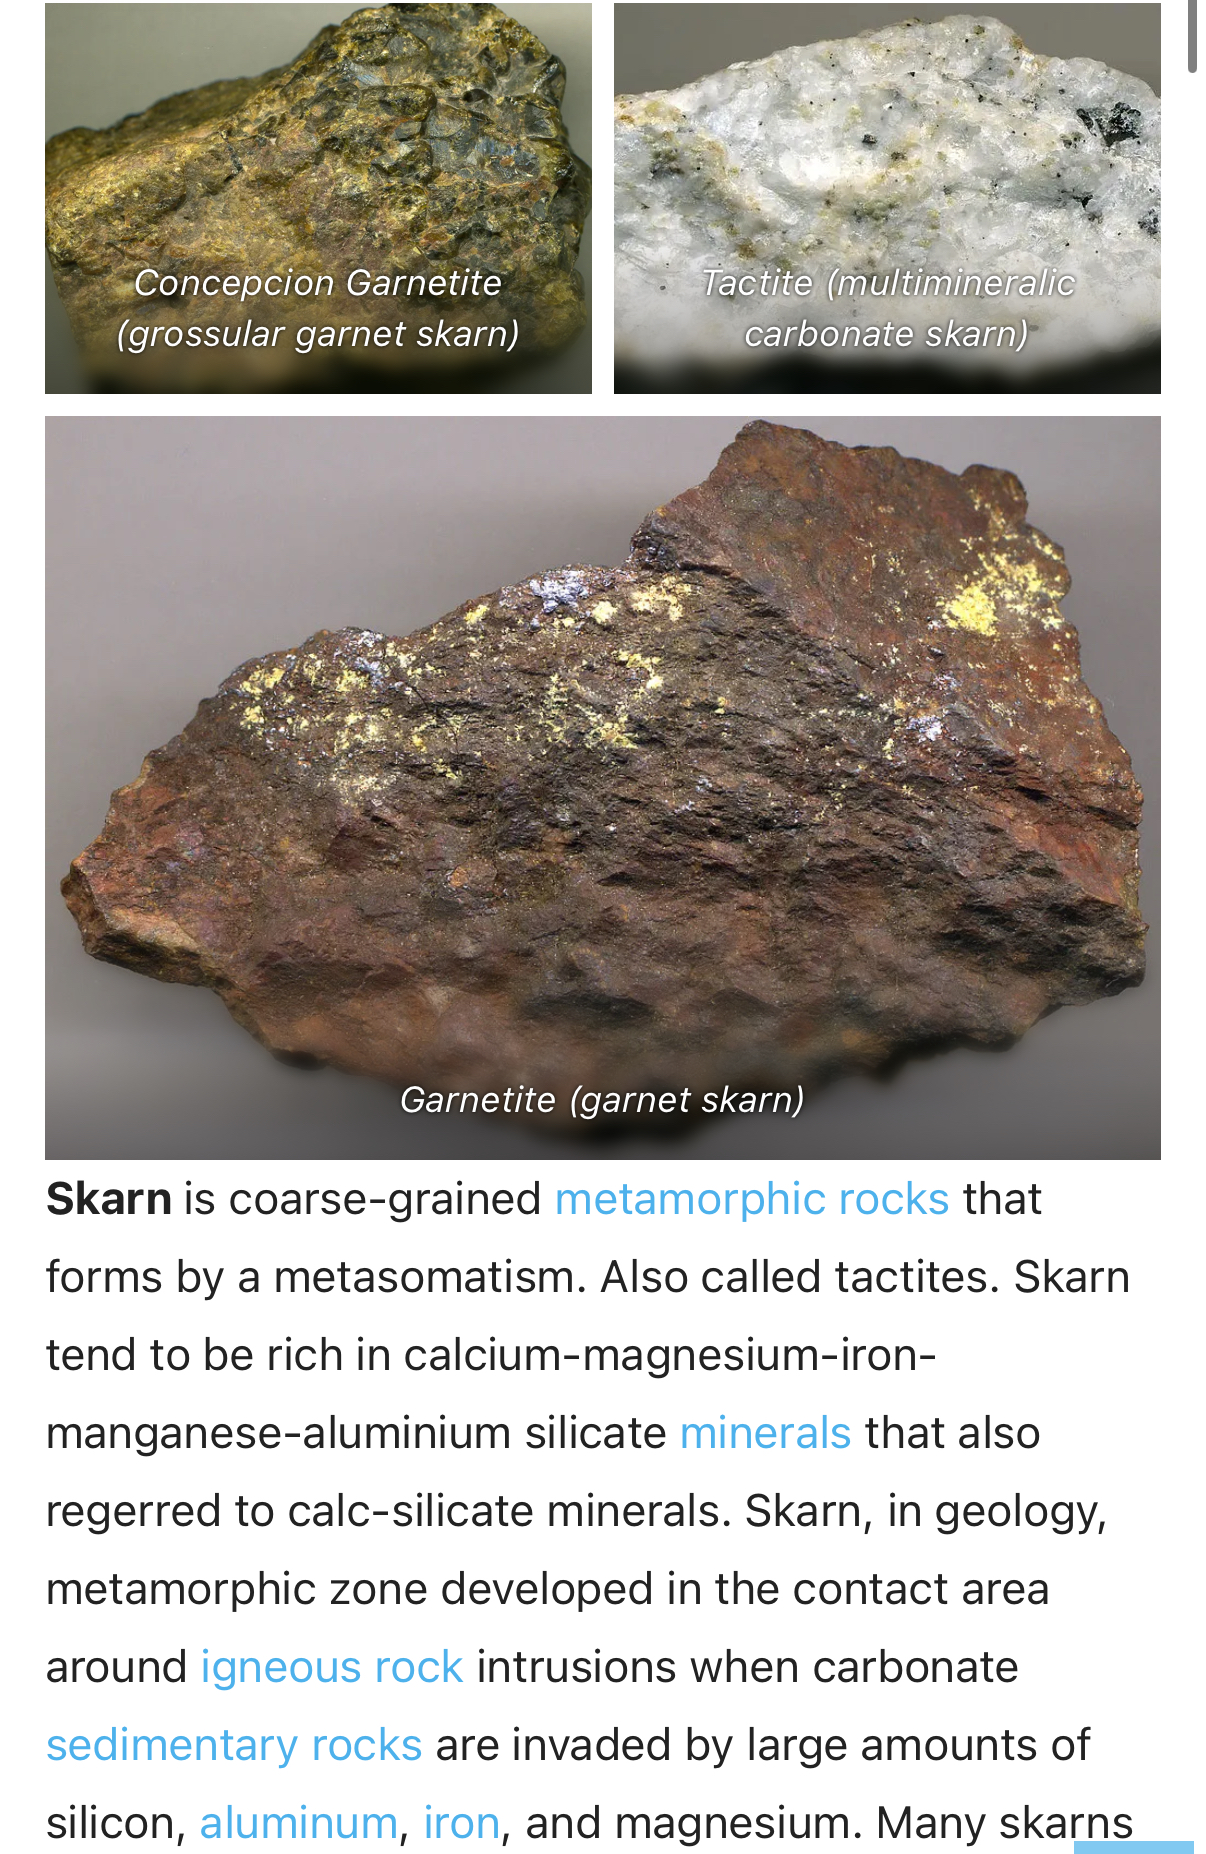 Concepcion Garnetite
(grossular garnet skarn)
Tactite (multimineralic
carbonate skarn)
Garnetite (garnet skarn)
Skarn is coarse-grained metamorphic rocks that
forms by a metasomatism. Also called tactites. Skarn
tend to be rich in calcium-magnesium-iron-
manganese-aluminium silicate minerals that also
regerred to calc-silicate minerals. Skarn, in geology,
metamorphic zone developed in the contact area
around igneous rock intrusions when carbonate
sedimentary rocks are invaded by large amounts of
silicon, aluminum, iron, and magnesium. Many skarns